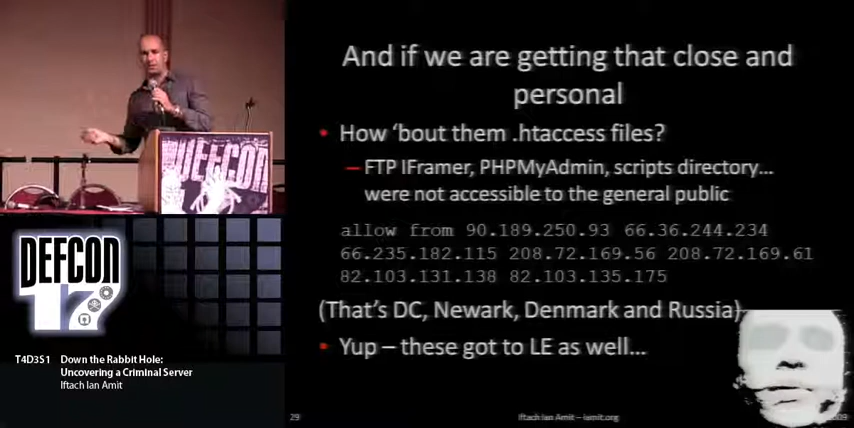 And if we are getting that close and
personal
• How ‘bout them .htaccess files?
– FTP IFramer, PHPMyAdmin, scripts directory…
were not accessible to the general public
allow from 90.189.250.93 66.36.244.234
66.235.182.115 208.72.169.56 208.72.169.61
82.103.131.138 82.103.135.175
(That’s DC, Newark, Denmark and Russia)
• Yup – these got to LE as well…
29
Iftach Ian Amit – iamit.org
DEFCON
DEFCON
17
T4D3S1 Down the Rabbit Hole:
Uncovering a Criminal Server
Iftach Ian Amit